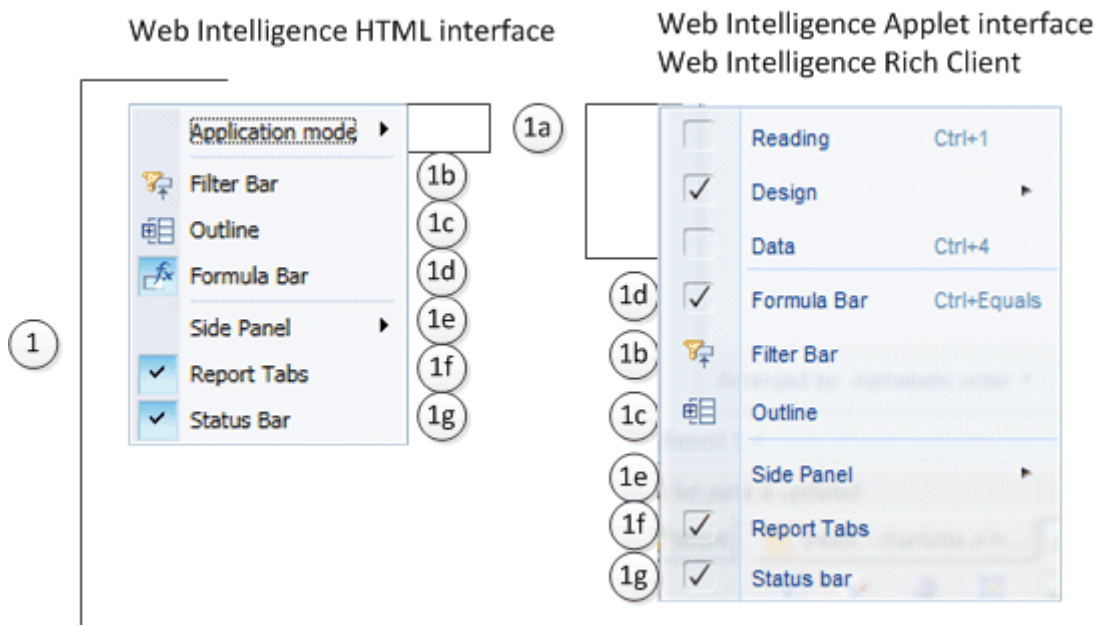 Web Intelligence HTML interface
Web Intelligence Applet interface
Web Intelligence Rich Client
1
Application mode
1a
Filter Bar 1b
Outline 1c
Formula Bar 1d
Side Panel 1e
Report Tabs 1f
Status Bar 1g
Reading Ctrl+1
Design
Data Ctrl+4
1d Formula Bar Ctrl+Equals
1b Filter Bar
1c Outline
1e Side Panel
1f Report Tabs
1g Status bar